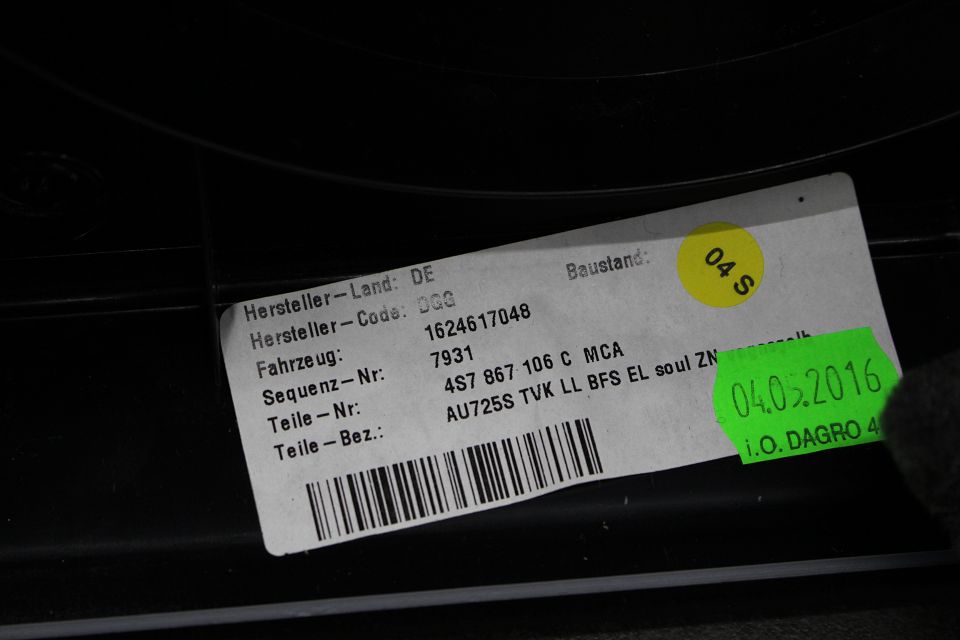 Hersteller-Land: DE
Baustand:
04 S
Hersteller-Code: DGG
Fahrzeug: 1624617048
Sequenz-Nr: 7931
Teile-Nr: 4S7 867 106 C MCA
Teile-Bez.: AU725S TVK LL BFS EL soul ZN
04.05.2016
i.O. DAGRO 4